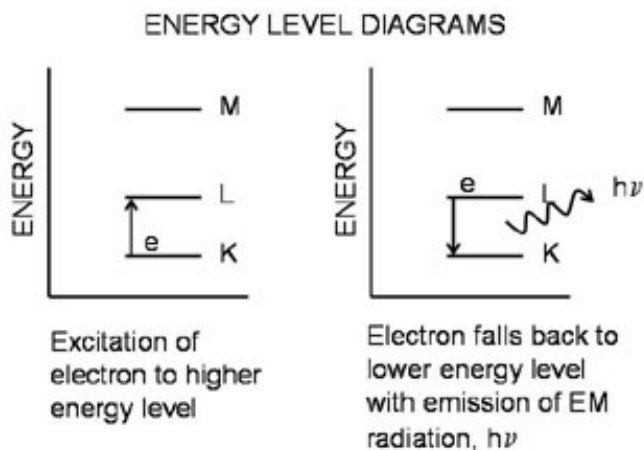 ENERGY LEVEL DIAGRAMS
ENERGY
M
L
e
K
Excitation of
electron to higher
energy level
ENERGY
M
e
L
hν
K
Electron falls back to
lower energy level
with emission of EM
radiation, hν